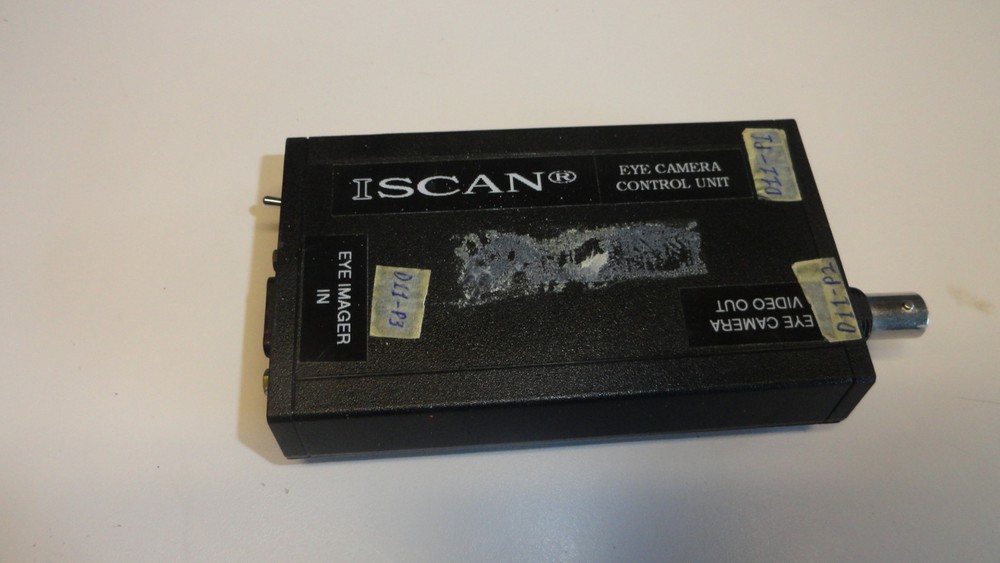 ISCAN®
EYE CAMERA
CONTROL UNIT
D11-P1
EYE IMAGER
IN
D11-P3
EYE CAMERA
VIDEO OUT
D11-P2